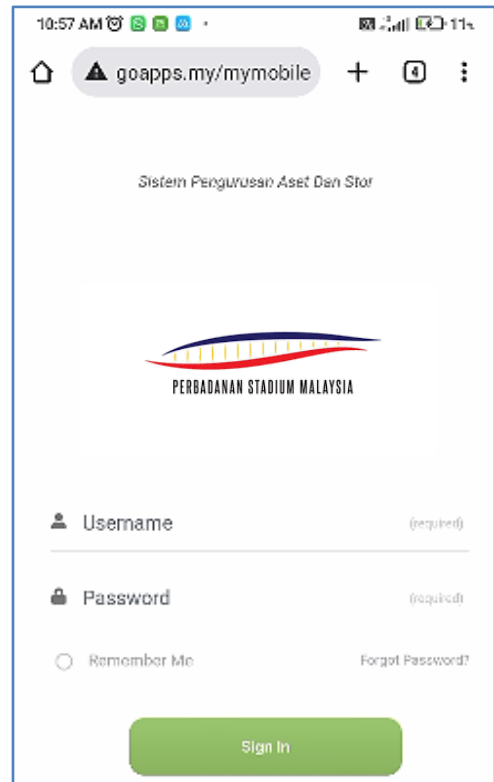 10:57 AM
11%
goapps.my/mymobile
4
Sistem Pengurusan Aset Dan Stor
PERBADANAN STADIUM MALAYSIA
Username (required)
Password (required)
Remember Me Forgot Password?
Sign In